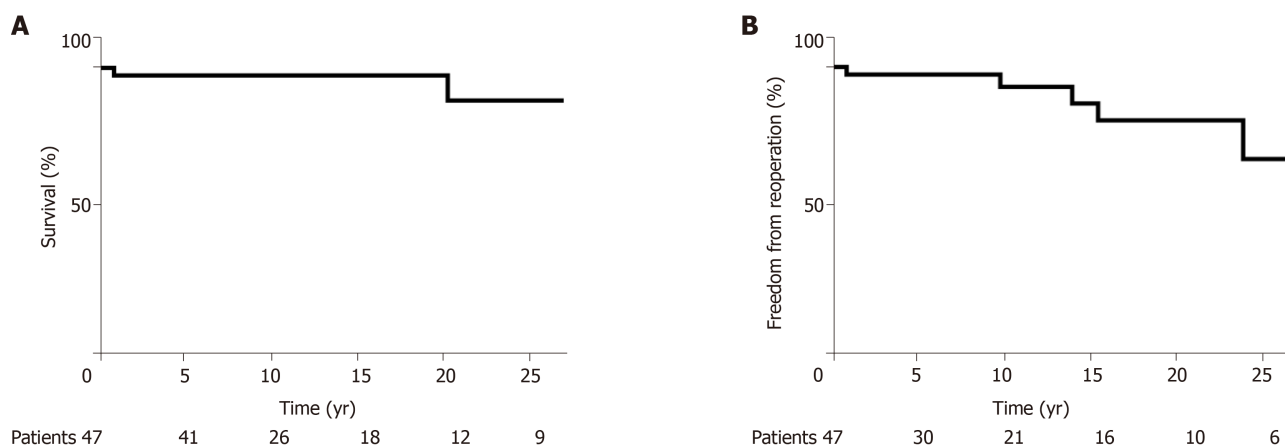 A
100
50
Survival (%)
0 5 10 15 20 25
Time (yr)
Patients 47 41 26 18 12 9
B
100
50
Freedom from reoperation (%)
0 5 10 15 20 25
Time (yr)
Patients 47 30 21 16 10 6